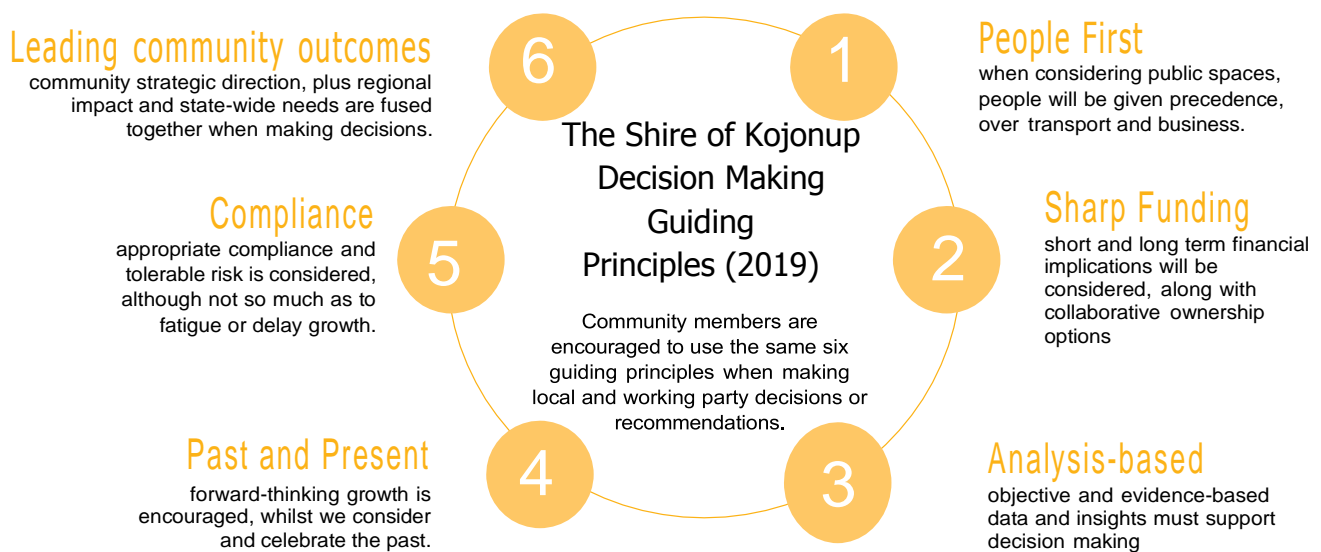 The Shire of Kojonup
Decision Making
Guiding
Principles (2019)
Community members are
encouraged to use the same six
guiding principles when making
local and working party decisions or
recommendations.
1
People First
when considering public spaces,
people will be given precedence,
over transport and business.
2
Sharp Funding
short and long term financial
implications will be
considered, along with
collaborative ownership
options
3
Analysis-based
objective and evidence-based
data and insights must support
decision making
4
Past and Present
forward-thinking growth is
encouraged, whilst we consider
and celebrate the past.
5
Compliance
appropriate compliance and
tolerable risk is considered,
although not so much as to
fatigue or delay growth.
6
Leading community outcomes
community strategic direction, plus regional
impact and state-wide needs are fused
together when making decisions.